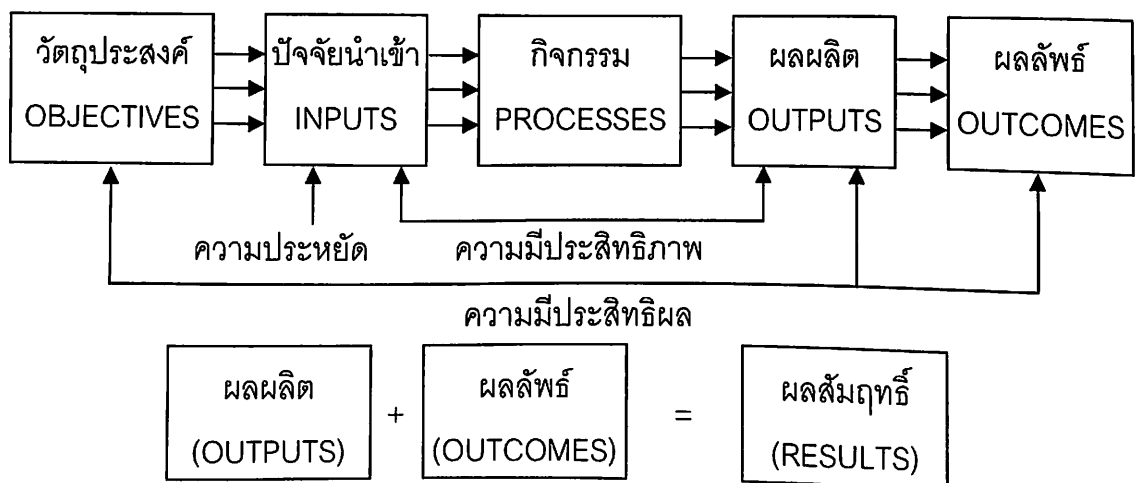 วัตถุประสงค์
OBJECTIVES
ปัจจัยนำเข้า
INPUTS
กิจกรรม
PROCESSES
ผลผลิต
OUTPUTS
ผลลัพธ์
OUTCOMES
ความประหยัด
ความมีประสิทธิภาพ
ความมีประสิทธิผล
ผลผลิต
(OUTPUTS)
+
ผลลัพธ์
(OUTCOMES)
=
ผลสัมฤทธิ์
(RESULTS)